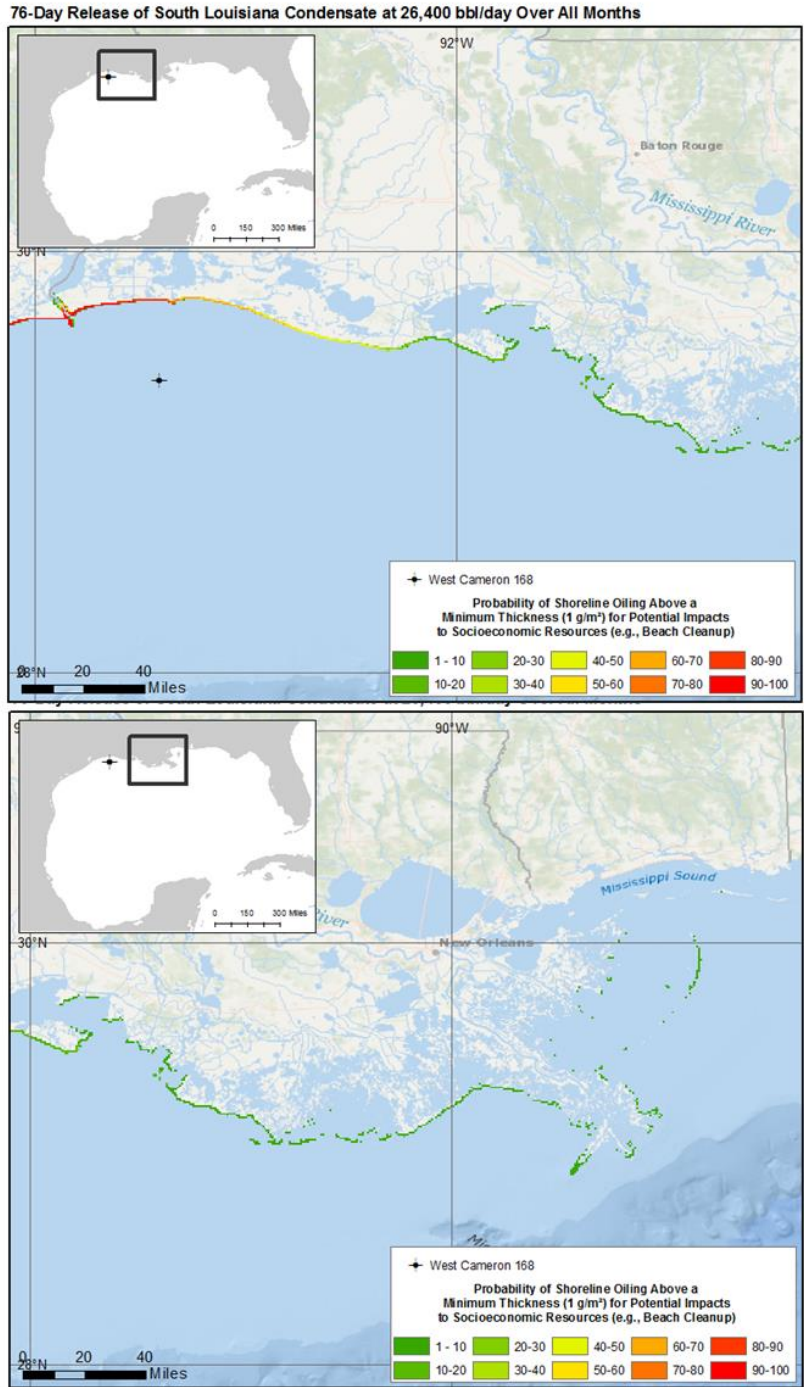 76-Day Release of South Louisiana Condensate at 26,400 bbl/day Over All Months
92°W
0 150 300 Miles
Baton Rouge
Mississippi River
30°N
West Cameron 168
Probability of Shoreline Oiling Above a
Minimum Thickness (1 g/m²) for Potential Impacts
to Socioeconomic Resources (e.g., Beach Cleanup)
1 - 10 20-30 40-50 60-70 80-90
10-20 30-40 50-60 70-80 90-100
28°N
0 20 40
Miles
90°W
0 150 300 Miles
Mississippi Sound
River
New Orleans
30°N
West Cameron 168
Probability of Shoreline Oiling Above a
Minimum Thickness (1 g/m²) for Potential Impacts
to Socioeconomic Resources (e.g., Beach Cleanup)
1 - 10 20-30 40-50 60-70 80-90
10-20 30-40 50-60 70-80 90-100
28°N
0 20 40
Miles